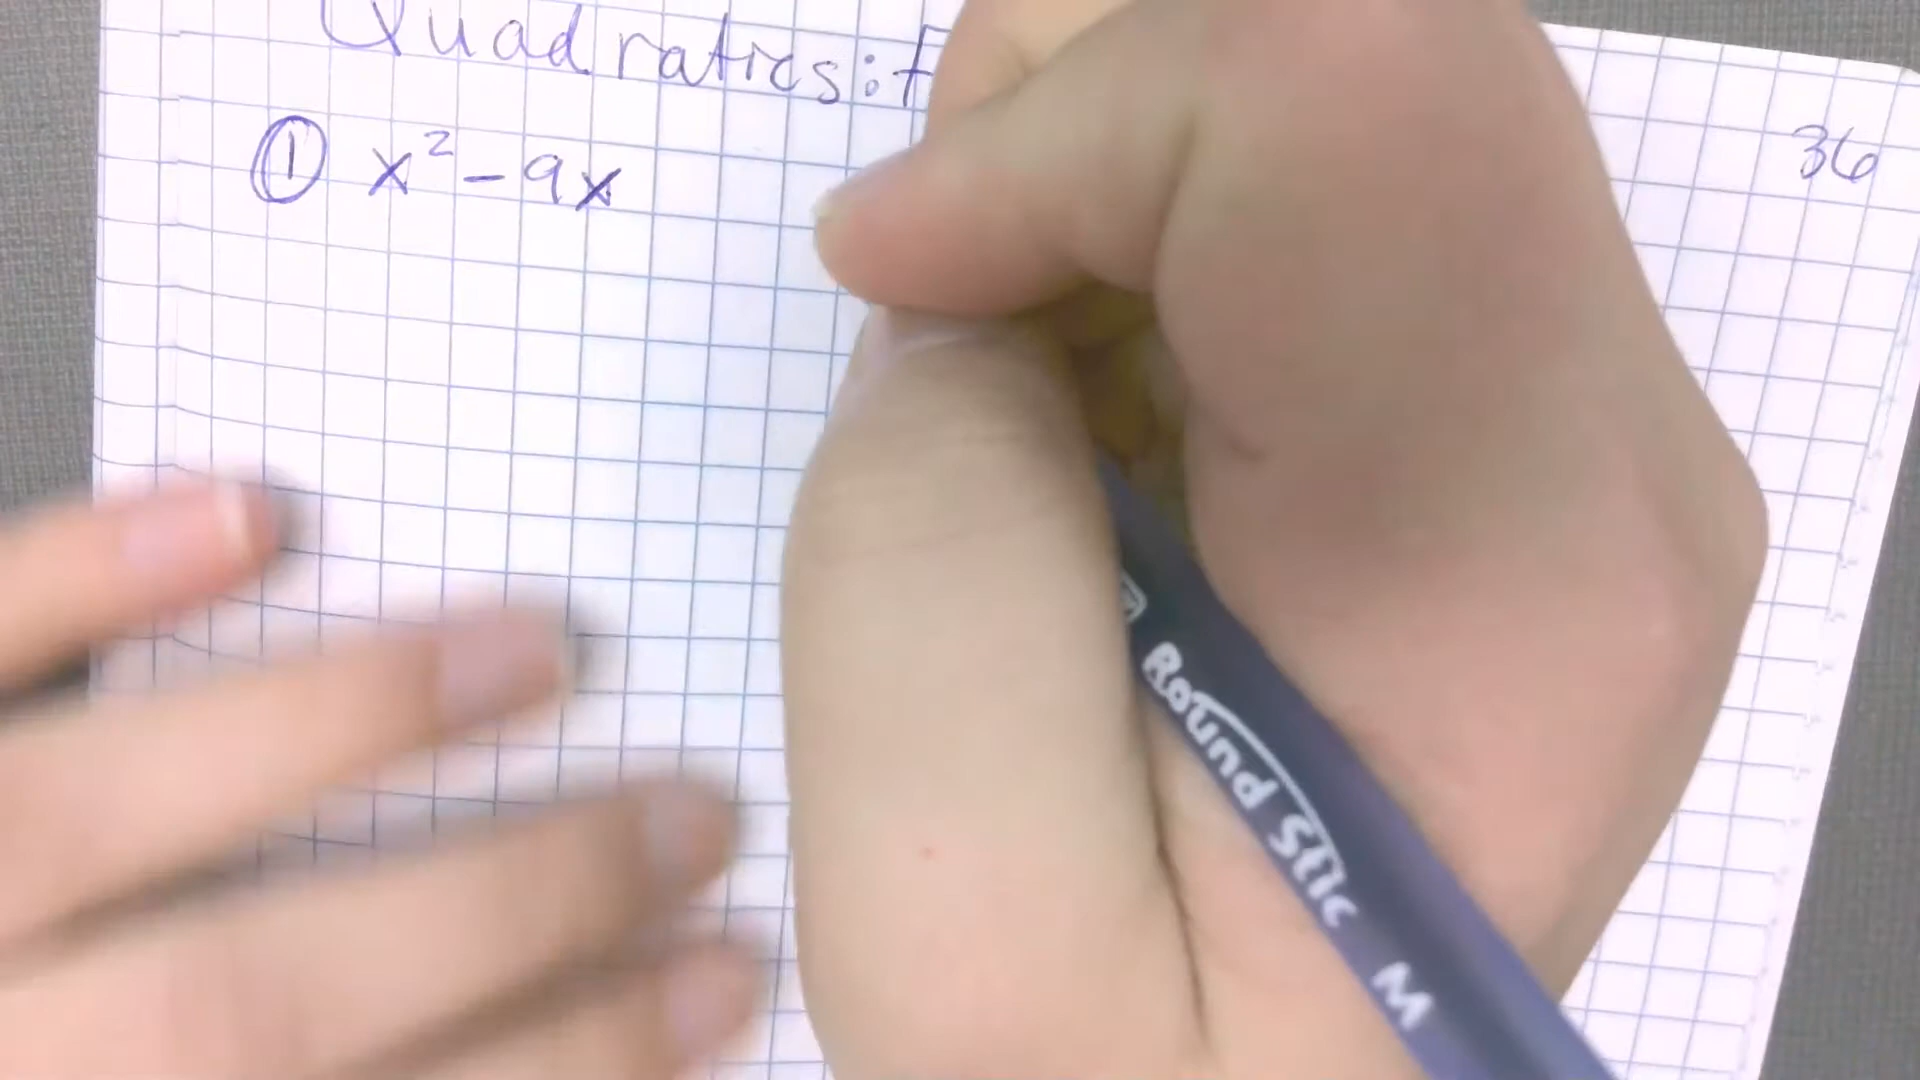 Quadratics: f
36
① x² - 9x
Round Stic M